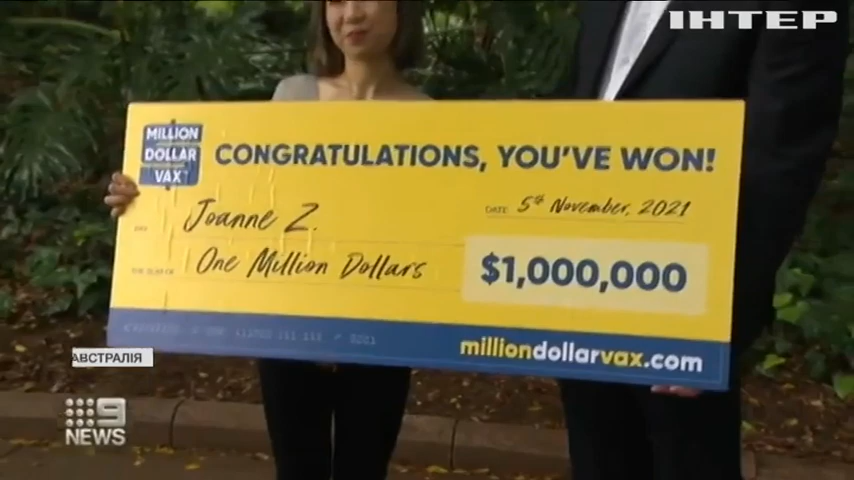 ІНТЕР
MILLION
DOLLAR
VAX
CONGRATULATIONS, YOU'VE WON!
Joanne Z.
DATE 5th November, 2021
One Million Dollars
$1,000,000
milliondollarvax.com
АВСТРАЛІЯ
9
NEWS